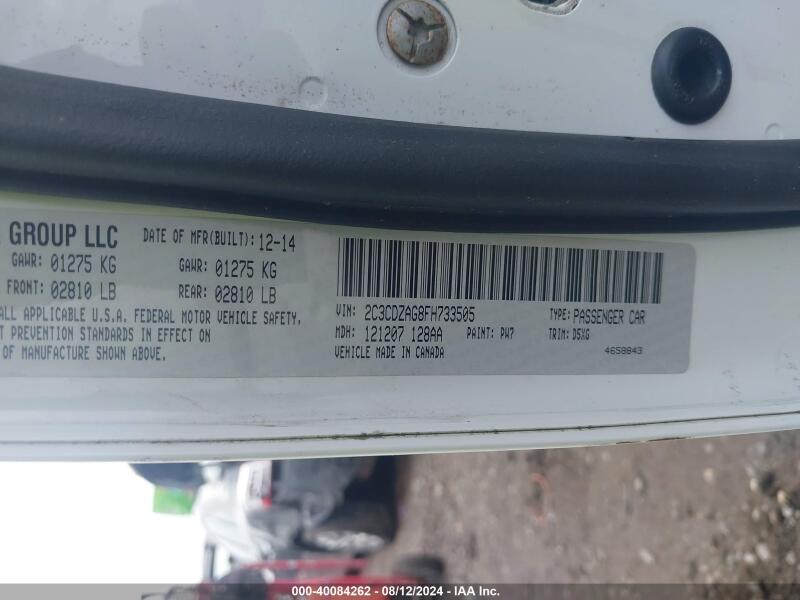 GROUP LLC DATE OF MFR(BUILT): 12-14
GAWR: 01275 KG GAWR: 01275 KG
FRONT: 02810 LB REAR: 02810 LB
ALL APPLICABLE U.S.A. FEDERAL MOTOR VEHICLE SAFETY,
PREVENTION STANDARDS IN EFFECT ON
OF MANUFACTURE SHOWN ABOVE.
VIN: 2C3CDZAG8FH733505 TYPE: PASSENGER CAR
MDH: 121207 128AA PAINT: PW7 TRIM: D5X9
VEHICLE MADE IN CANADA 4658843
000-40084262 - 08/12/2024 - IAA Inc.